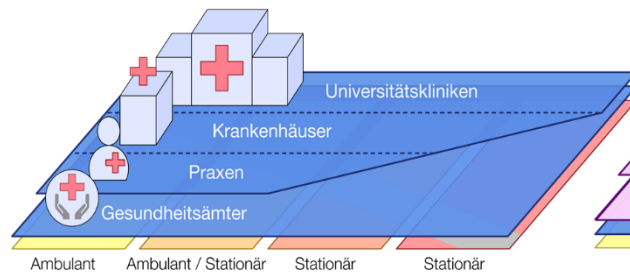 Universitätskliniken
Krankenhäuser
Praxen
Gesundheitsämter
Ambulant
Ambulant / Stationär
Stationär
Stationär